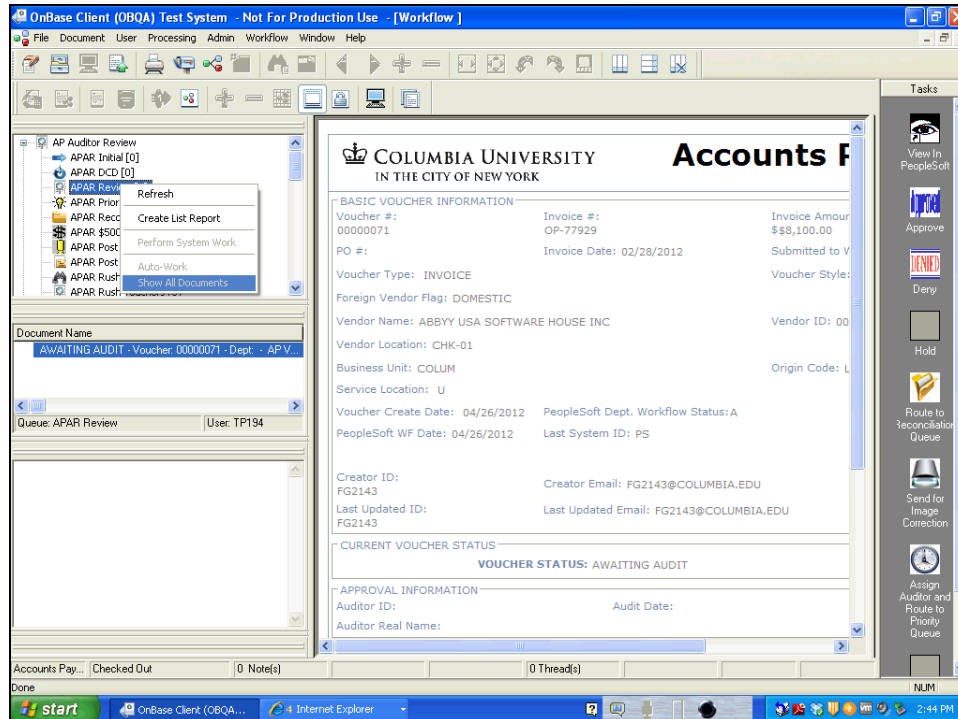 OnBase Client (OBQA) Test System - Not For Production Use - [Workflow ]
File Document User Processing Admin Workflow Window Help
Tasks
AP Auditor Review
APAR Initial [0]
APAR DCD [0]
APAR Prior
APAR Reco
APAR $500
APAR Post
APAR Post
APAR Rush
Refresh
Create List Report
Perform System Work
Auto-Work
Show All Documents
Document Name
AWAITING AUDIT - Voucher: 00000071 - Dept: - AP V...
Queue: APAR Review
User: TP194
COLUMBIA UNIVERSITY
IN THE CITY OF NEW YORK
Accounts
BASIC VOUCHER INFORMATION
Voucher #:
00000071
Invoice #:
OP-77929
Invoice Amour
$ $8,100.00
PO #:
Invoice Date: 02/28/2012
Submitted to
Voucher Type: INVOICE
Voucher Style:
Foreign Vendor Flag: DOMESTIC
Vendor Name: ABBYY USA SOFTWARE HOUSE INC
Vendor ID: 00
Vendor Location: CHK-01
Business Unit: COLUM
Origin Code: L
Service Location: U
Voucher Create Date: 04/26/2012
PeopleSoft Dept. Workflow Status: A
PeopleSoft WF Date: 04/26/2012
Last System ID: PS
Creator ID:
FG2143
Creator Email: FG2143@COLUMBIA.EDU
Last Updated ID:
FG2143
Last Updated Email: FG2143@COLUMBIA.EDU
CURRENT VOUCHER STATUS
VOUCHER STATUS: AWAITING AUDIT
APPROVAL INFORMATION
Auditor ID:
Audit Date:
Auditor Real Name:
View In
PeopleSoft
Approve
DENIED
Deny
Hold
Route to
Reconciliation
Queue
Send for
Image
Correction
Assign
Auditor and
Route to
Priority
Queue
Accounts Pay...
Checked Out
0 Note(s)
0 Thread(s)
Done
NUM
start
OnBase Client (OBQA...
4 Internet Explorer
2:44 PM